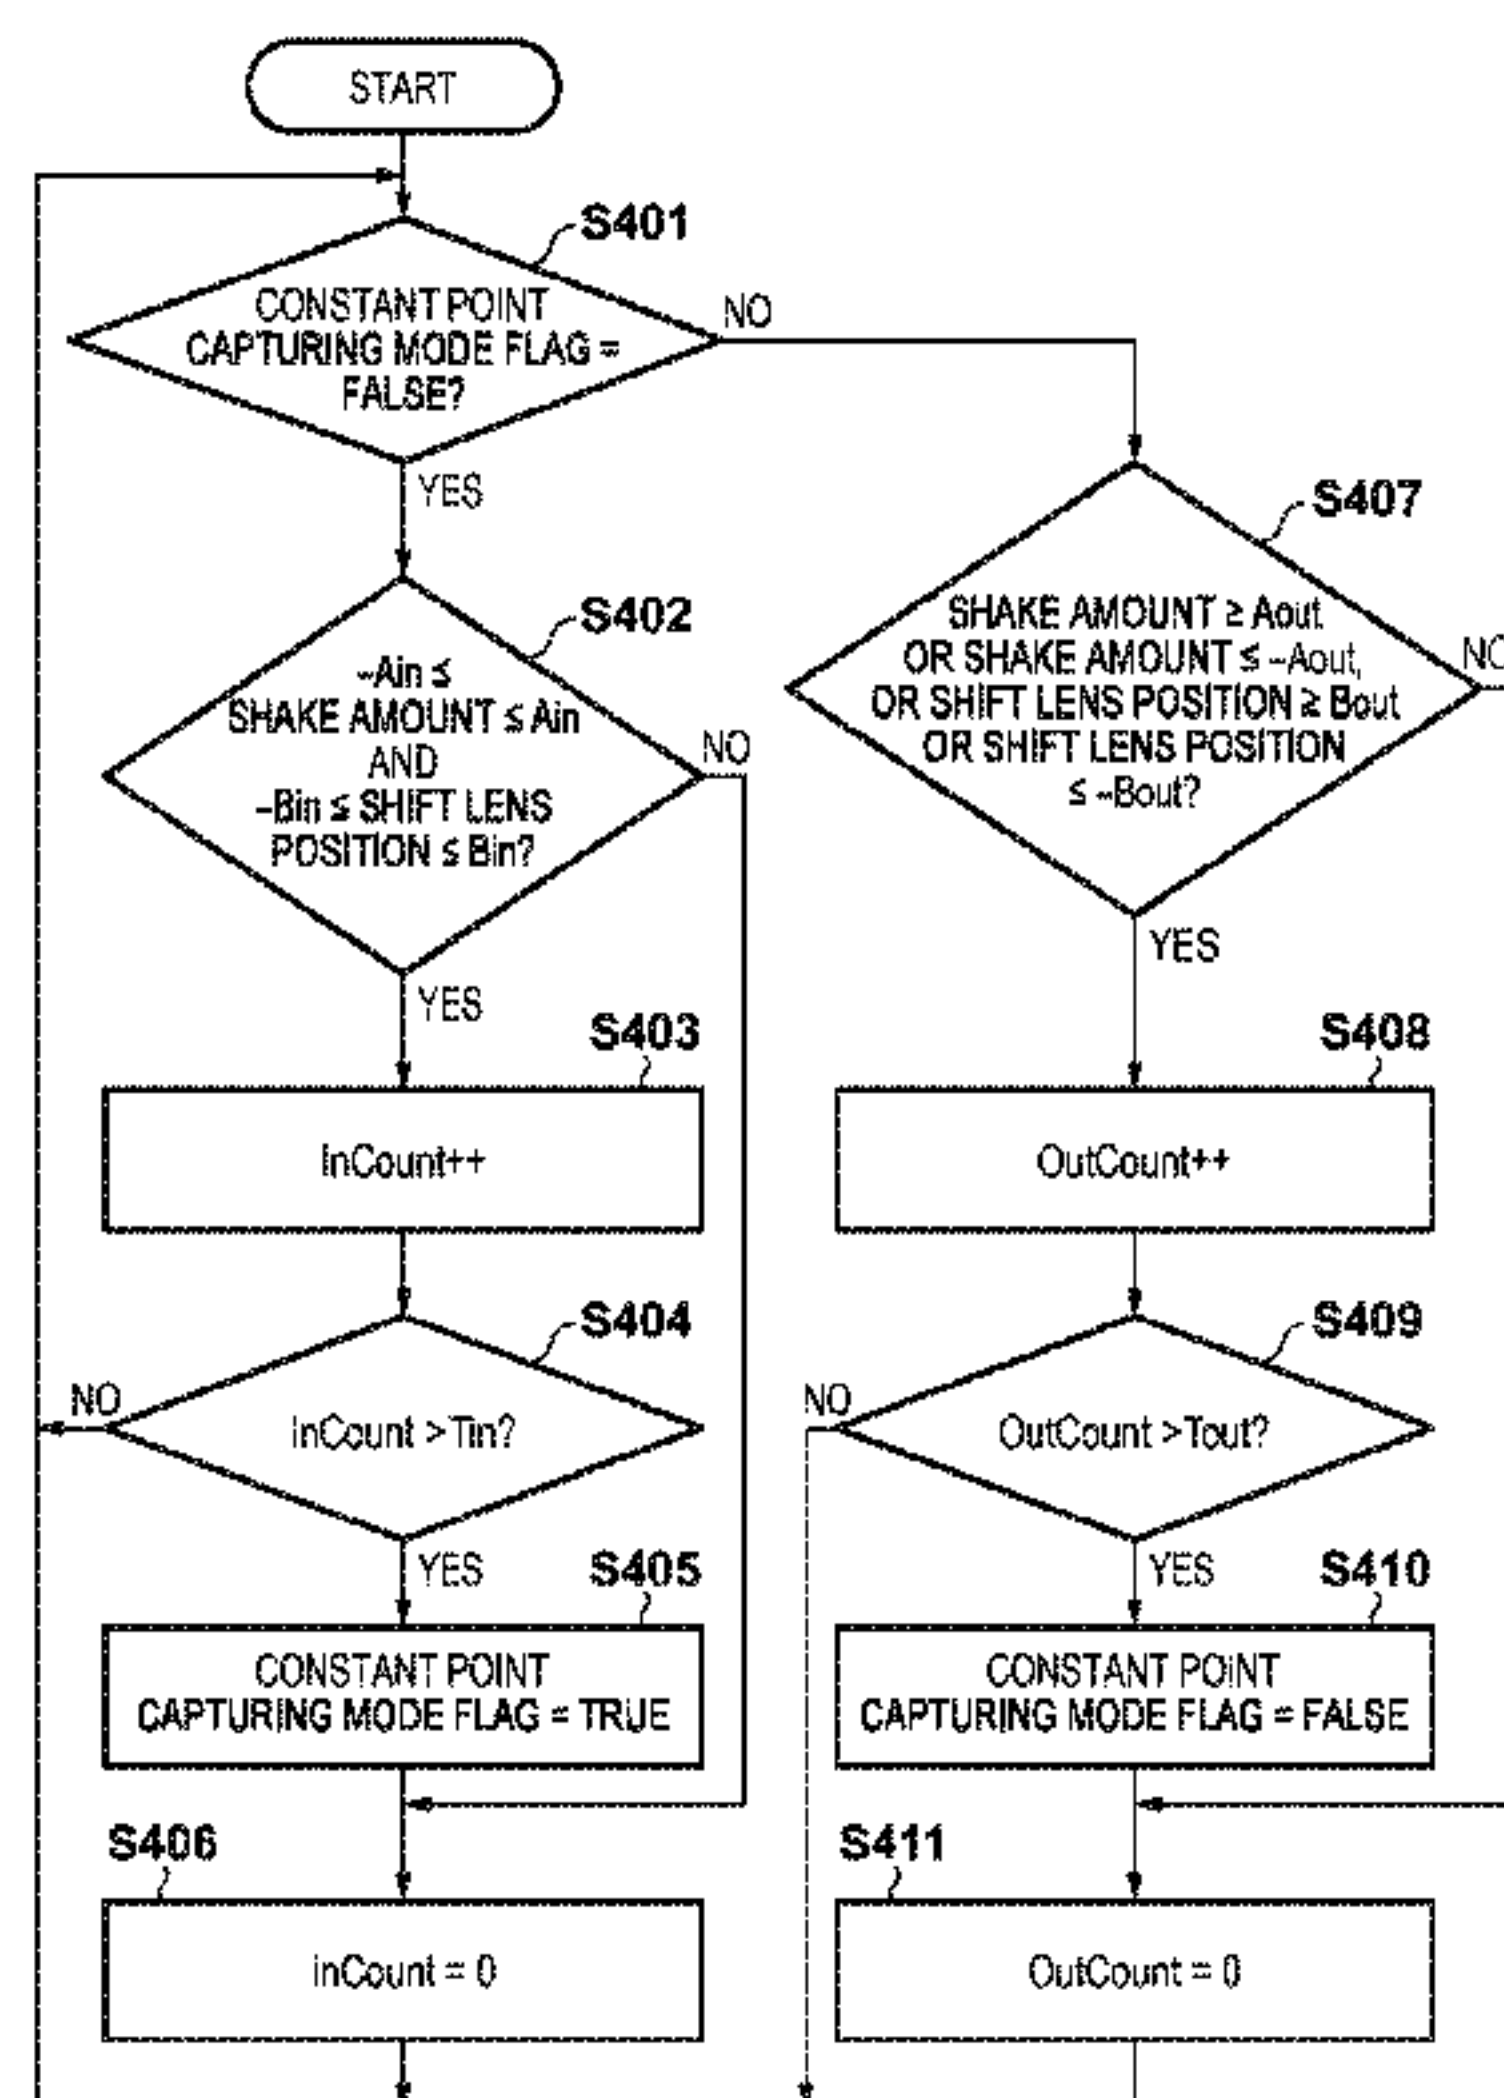 START
S401
CONSTANT POINT
CAPTURING MODE FLAG =
FALSE?
NO
YES
S402
–Ain ≤
SHAKE AMOUNT ≤ Ain
AND
–Bin ≤ SHIFT LENS
POSITION ≤ Bin?
NO
YES
S403
InCount++
S404
InCount > Tin?
NO
YES
S405
CONSTANT POINT
CAPTURING MODE FLAG = TRUE
S406
inCount = 0
S407
SHAKE AMOUNT ≥ Aout
OR SHAKE AMOUNT ≤ –Aout,
OR SHIFT LENS POSITION ≥ Bout
OR SHIFT LENS POSITION
≤ –Bout?
NO
YES
S408
OutCount++
S409
OutCount > Tout?
NO
YES
S410
CONSTANT POINT
CAPTURING MODE FLAG = FALSE
S411
OutCount = 0